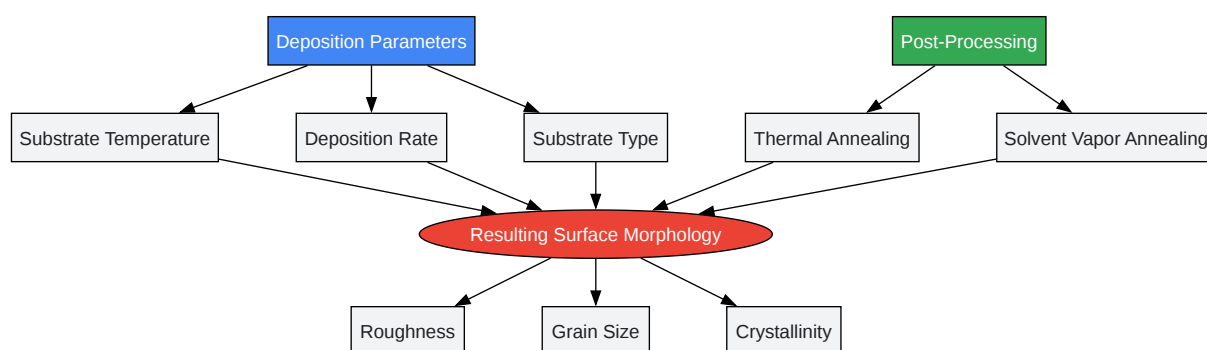 Deposition Parameters
Post-Processing
Substrate Temperature
Deposition Rate
Substrate Type
Thermal Annealing
Solvent Vapor Annealing
Resulting Surface Morphology
Roughness
Grain Size
Crystallinity